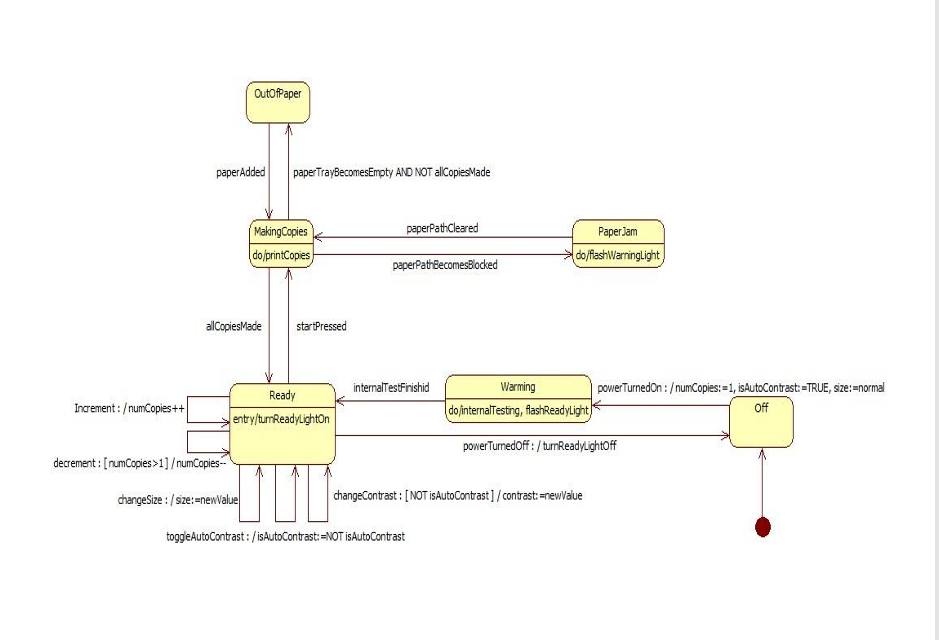 OutOfPaper
paperAdded
paperTrayBecomesEmpty AND NOT allCopiesMade
MakingCopies
do/printCopies
paperPathCleared
paperPathBecomesBlocked
PaperJam
do/flashWarningLight
allCopiesMade
startPressed
Ready
entry/turnReadyLightOn
internalTestFinishid
Warming
do/internalTesting, flashReadyLight
powerTurnedOn : / numCopies:=1, isAutoContrast:=TRUE, size:=normal
Off
Increment : / numCopies++
powerTurnedOff : / turnReadyLightOff
decrement : [ numCopies>1 ] / numCopies--
changeSize : / size:=newValue
changeContrast : [ NOT isAutoContrast ] / contrast:=newValue
toggleAutoContrast : / isAutoContrast:=NOT isAutoContrast